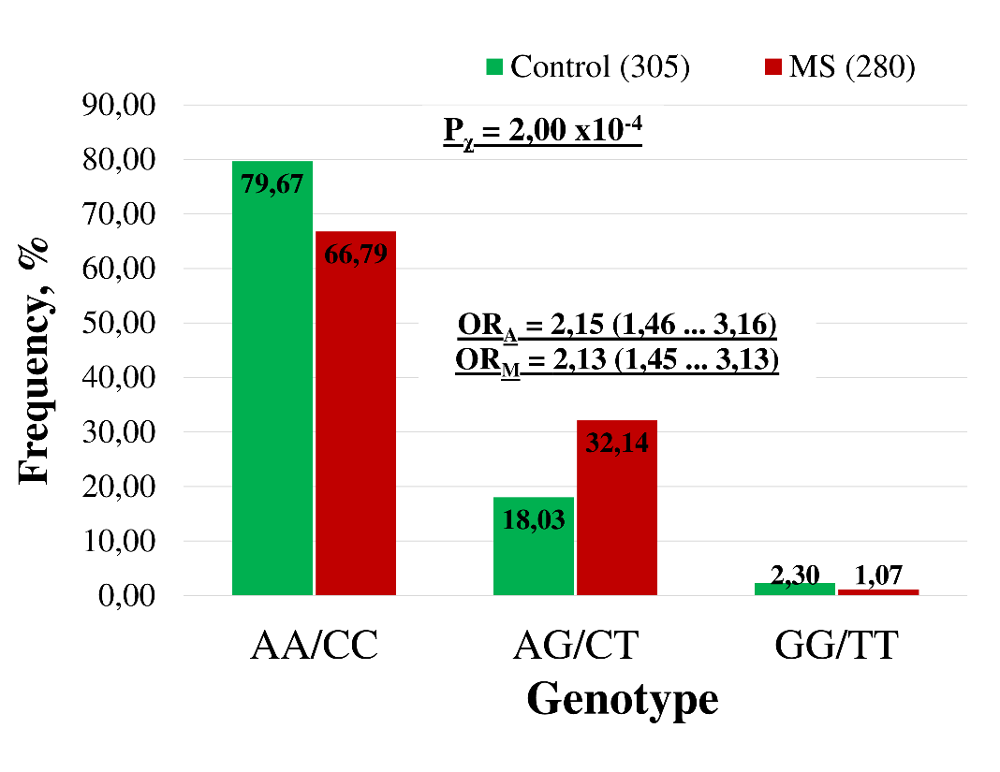 Control (305) MS (280)
90,00
80,00
70,00
60,00
50,00
40,00
30,00
20,00
10,00
0,00
Frequency, %
Pχ = 2,00 x10-4
79,67
66,79
ORA = 2,15 (1,46 ... 3,16)
ORM = 2,13 (1,45 ... 3,13)
18,03
32,14
2,30 1,07
AA/CC AG/CT GG/TT
Genotype